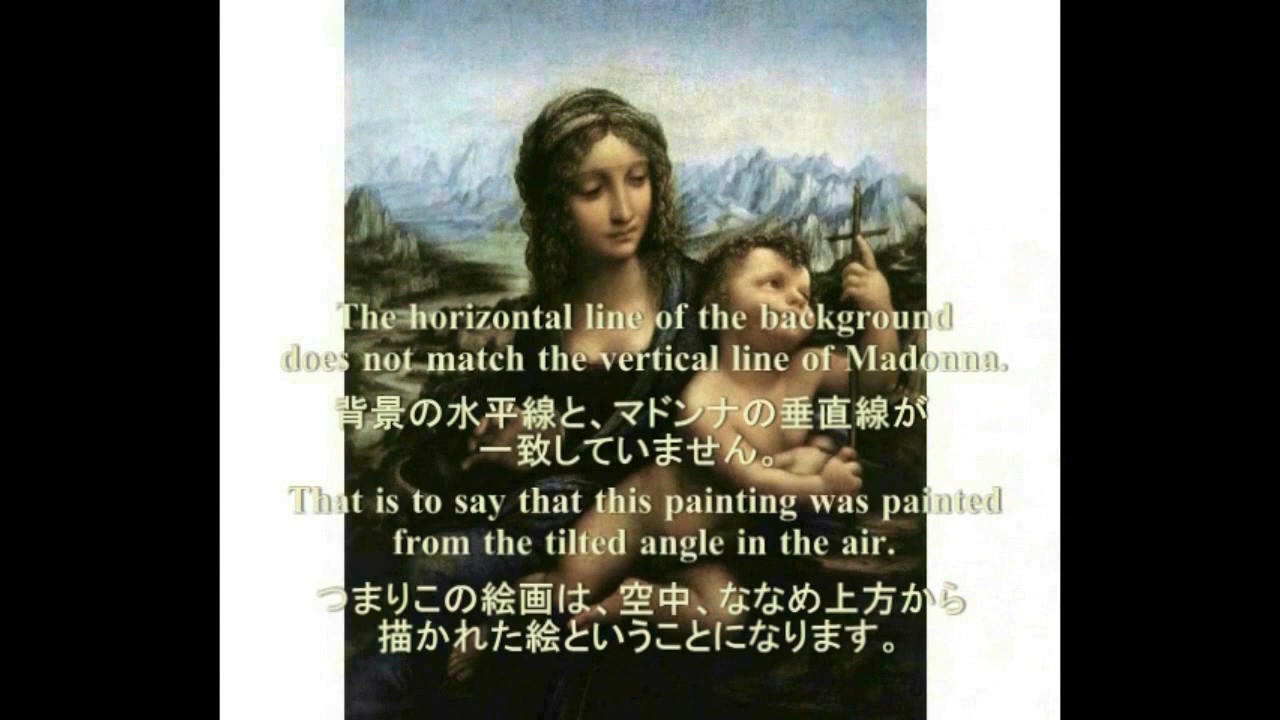 The horizontal line of the background
does not match the vertical line of Madonna.
背景の水平線と、マドンナの垂直線が
一致していません。
That is to say that this painting was painted
from the tilted angle in the air.
つまりこの絵画は、空中、ななめ上方から
描かれた絵ということになります。